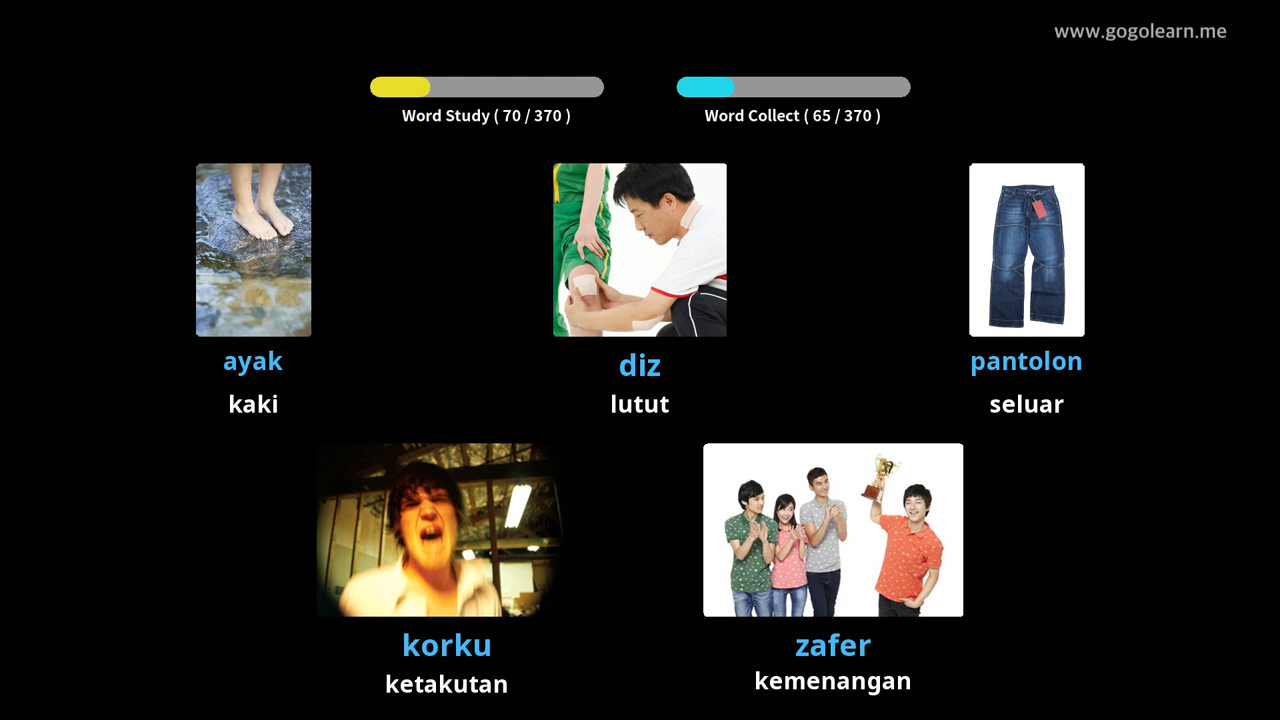 www.gogolearn.me
Word Study ( 70 / 370 )
Word Collect ( 65 / 370 )
ayak
kaki
diz
lutut
pantolon
seluar
korku
ketakutan
zafer
kemenangan